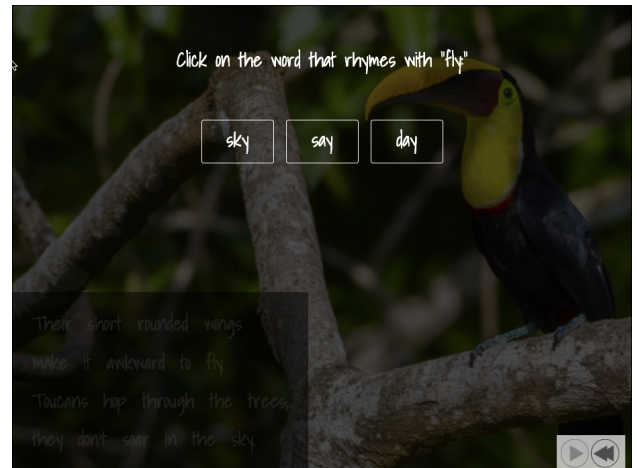 Click on the word that rhymes with "fly."
sky say day
Their short rounded wings
make it awkward to fly.
Toucans hop through the trees,
they don't soar in the sky.